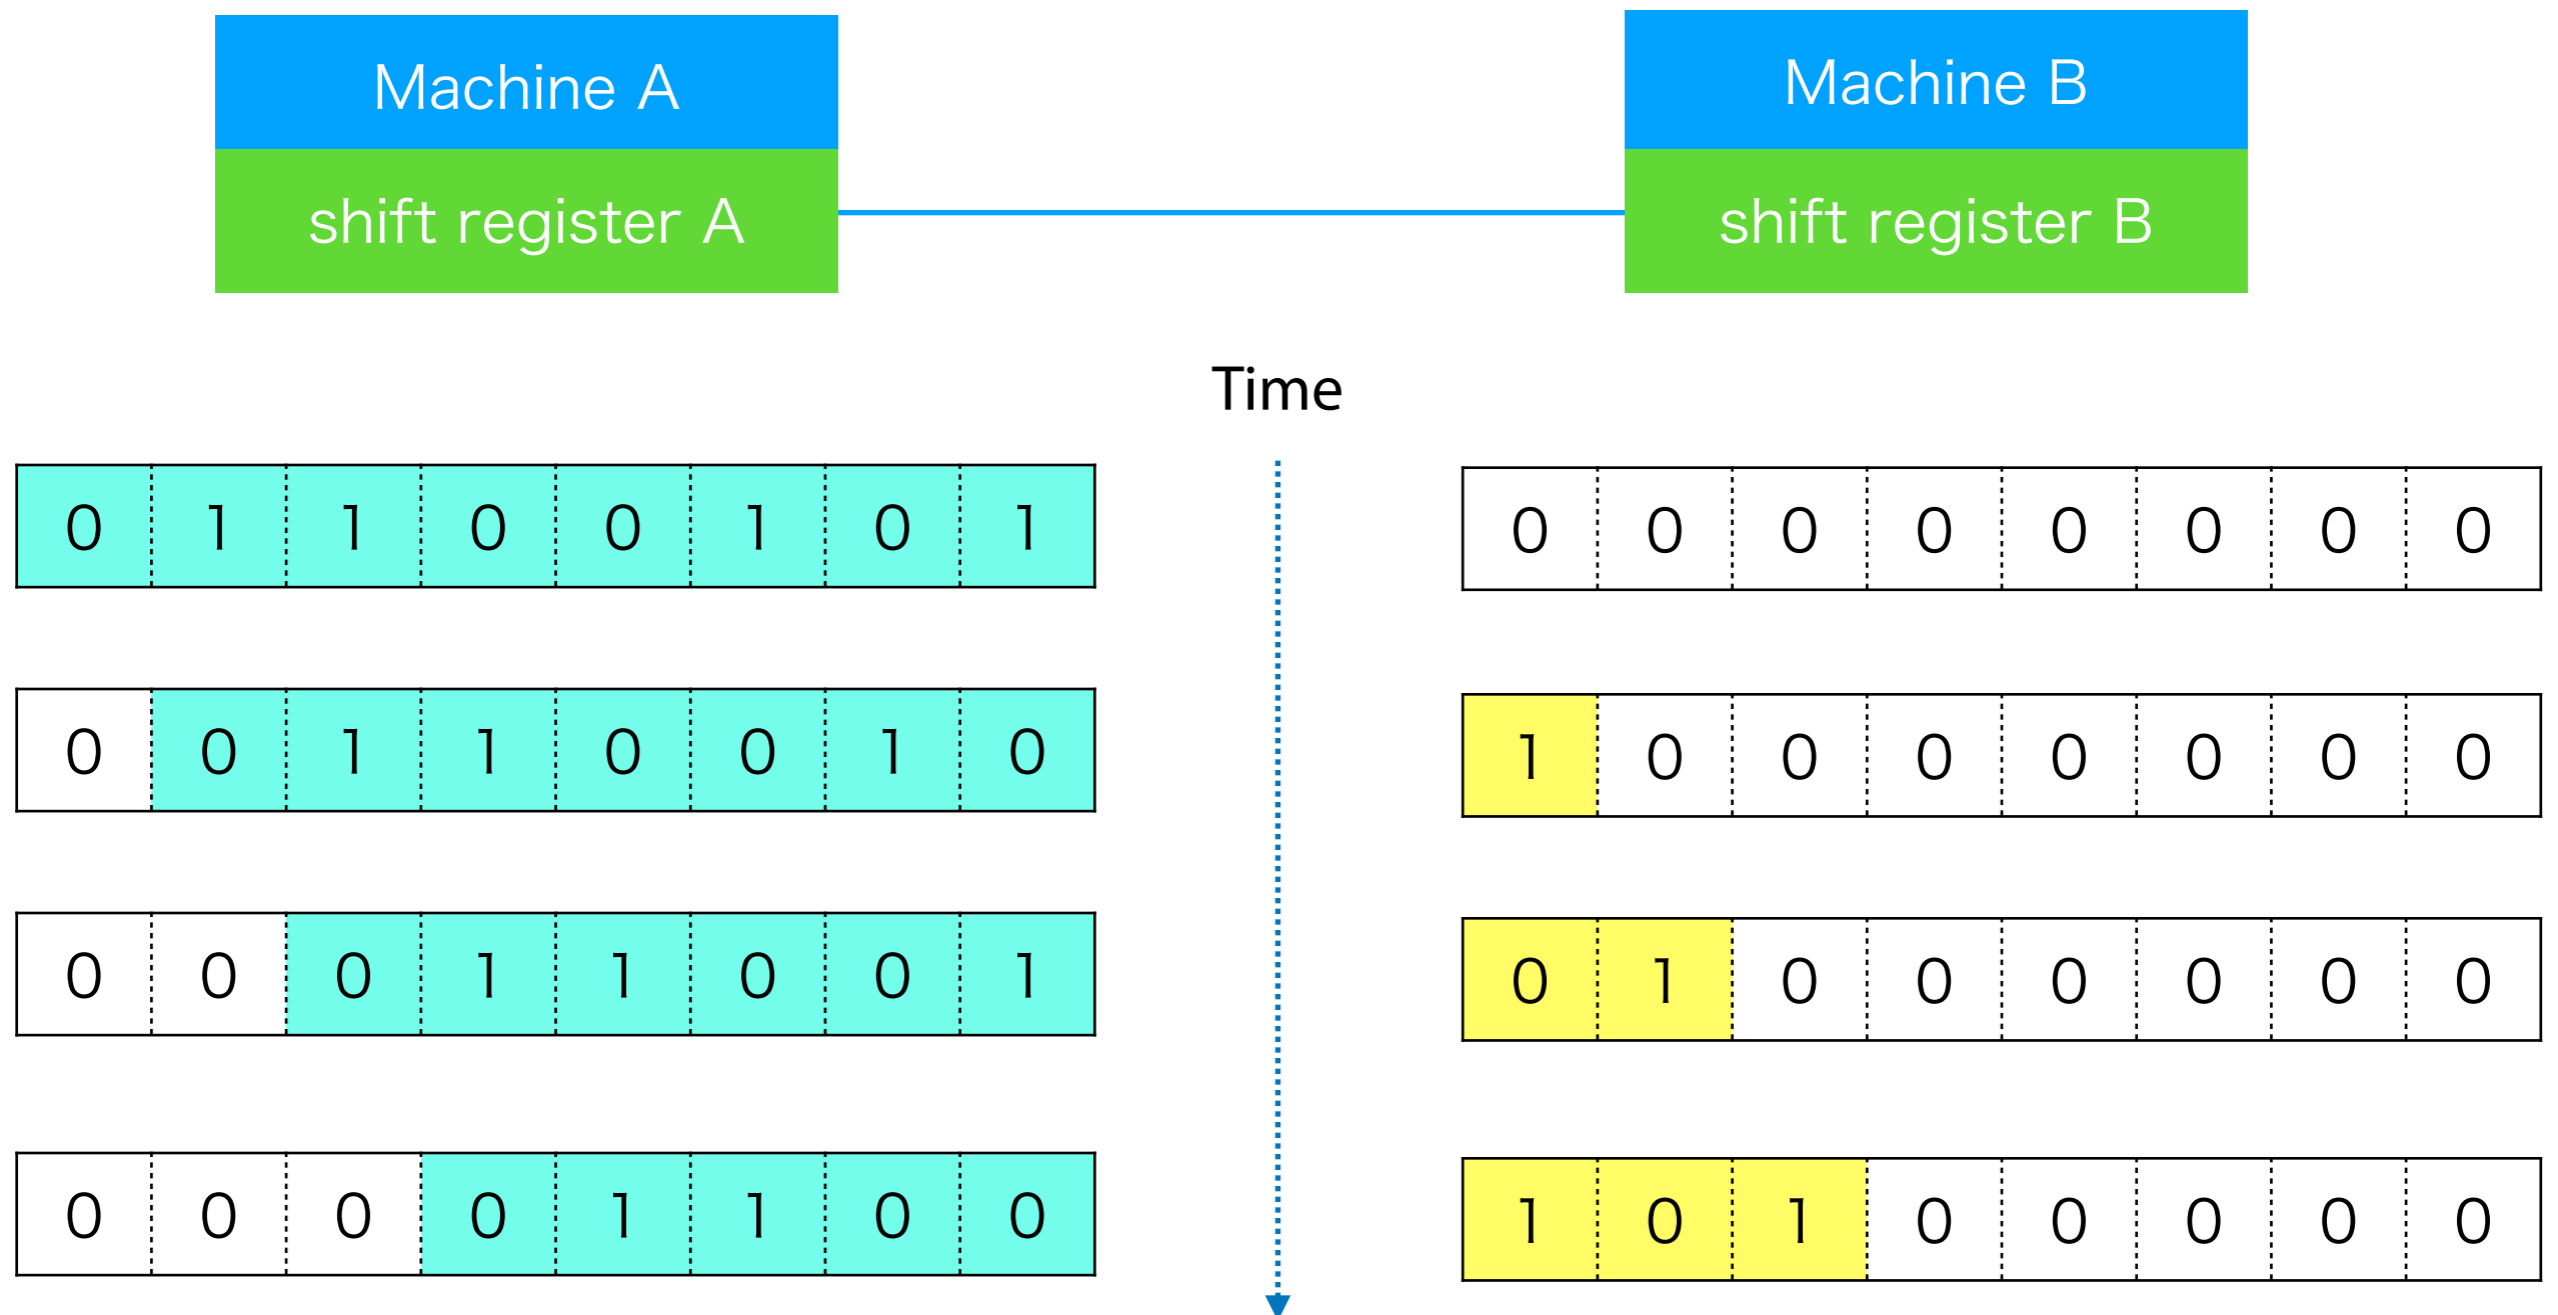 Machine A
Machine B
shift register A
shift register B
Time
0 1 1 0 0 1 0 1
0 0 0 0 0 0 0 0
0 0 1 1 0 0 1 0
1 0 0 0 0 0 0 0
0 0 0 1 1 0 0 1
0 1 0 0 0 0 0 0
0 0 0 0 1 1 0 0
1 0 1 0 0 0 0 0